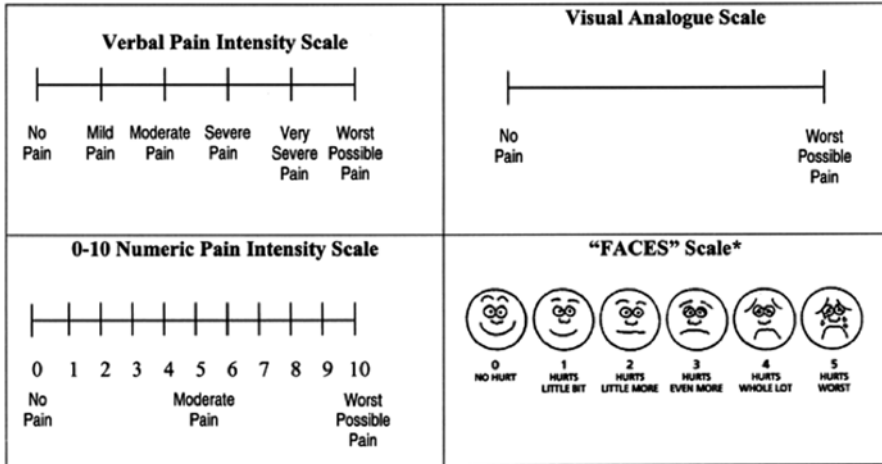 Verbal Pain Intensity Scale
No Pain
Mild Pain
Moderate Pain
Severe Pain
Very Severe Pain
Worst Possible Pain
Visual Analogue Scale
No Pain
Worst Possible Pain
0-10 Numeric Pain Intensity Scale
0 1 2 3 4 5 6 7 8 9 10
No Pain
Moderate Pain
Worst Possible Pain
“FACES” Scale*
0 1 2 3 4 5
NO HURT
HURTS LITTLE BIT
HURTS LITTLE MORE
HURTS EVEN MORE
HURTS WHOLE LOT
HURTS WORST